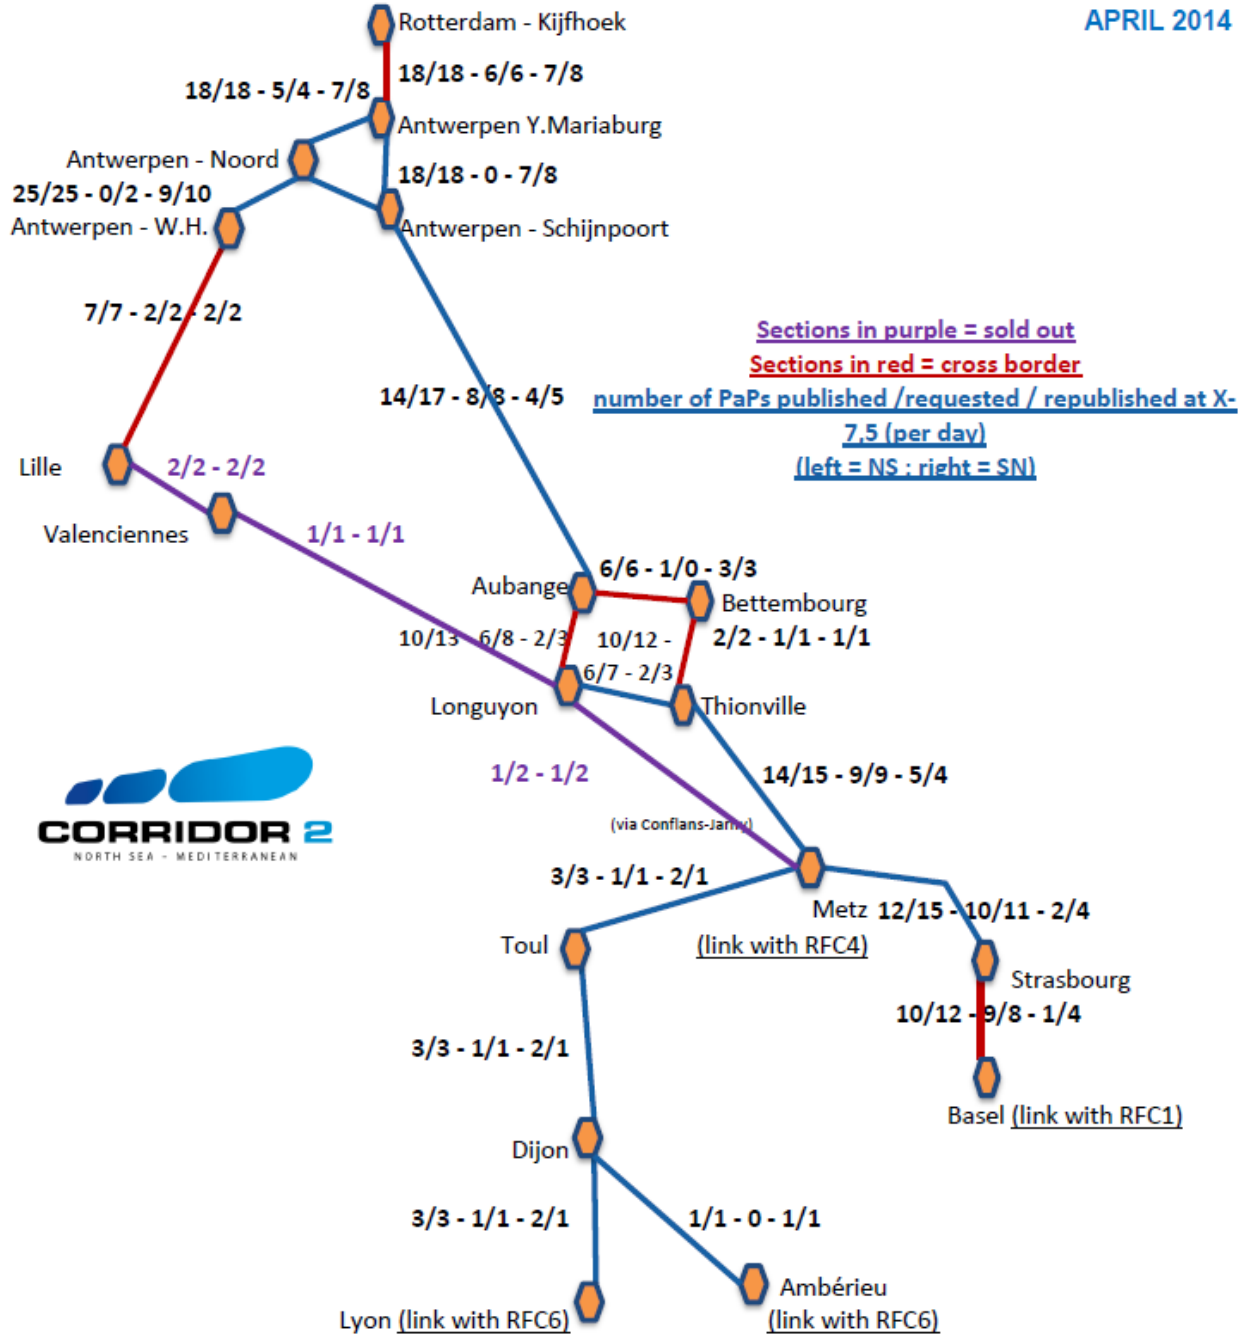 APRIL 2014
Rotterdam - Kijfhoek
18/18 - 6/6 - 7/8
18/18 - 5/4 - 7/8
Antwerpen Y.Mariaburg
Antwerpen - Noord
18/18 - 0 - 7/8
25/25 - 0/2 - 9/10
Antwerpen - W.H.
Antwerpen - Schijnpoort
7/7 - 2/2 - 2/2
Sections in purple = sold out
Sections in red = cross border
number of PaPs published /requested / republished at X-
7,5 (per day)
(left = NS ; right = SN)
14/17 - 8/8 - 4/5
Lille
2/2 - 2/2
Valenciennes
1/1 - 1/1
6/6 - 1/0 - 3/3
Aubange
Bettembourg
10/13 - 6/8 - 2/3
10/12 -
6/7 - 2/3
2/2 - 1/1 - 1/1
Longuyon
Thionville
1/2 - 1/2
14/15 - 9/9 - 5/4
(via Conflans-Jarny)
CORRIDOR 2
NORTH SEA - MEDITERRANEAN
3/3 - 1/1 - 2/1
Metz
12/15 - 10/11 - 2/4
(link with RFC4)
Toul
Strasbourg
10/12 - 9/8 - 1/4
3/3 - 1/1 - 2/1
Basel (link with RFC1)
Dijon
3/3 - 1/1 - 2/1
1/1 - 0 - 1/1
Ambérieu
(link with RFC6)
Lyon (link with RFC6)